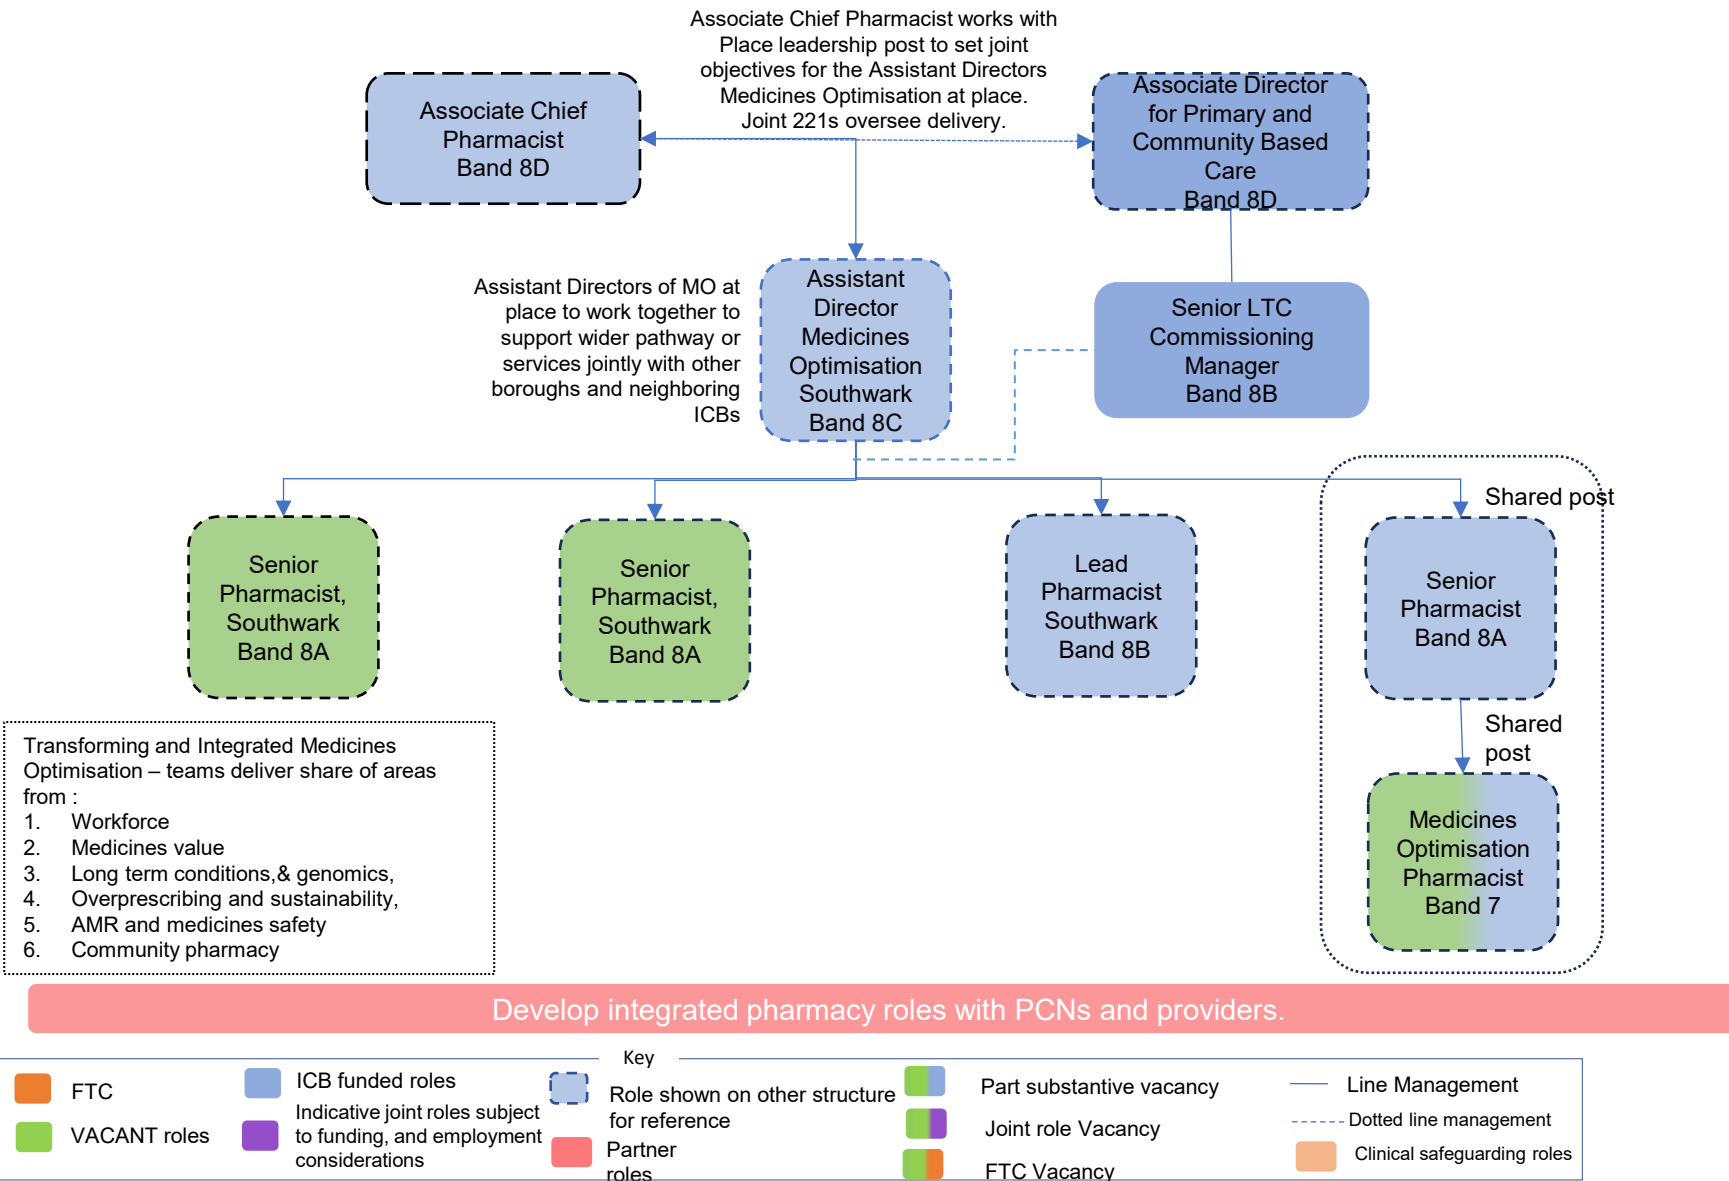 Associate Chief Pharmacist works with
Place leadership post to set joint
objectives for the Assistant Directors
Medicines Optimisation at place.
Joint 221s oversee delivery.
Associate Chief
Pharmacist
Band 8D
Associate Director
for Primary and
Community Based
Care
Band 8D
Assistant Directors of MO at
place to work together to
support wider pathway or
services jointly with other
boroughs and neighboring
ICBs
Assistant
Director
Medicines
Optimisation
Southwark
Band 8C
Senior LTC
Commissioning
Manager
Band 8B
Senior
Pharmacist,
Southwark
Band 8A
Senior
Pharmacist,
Southwark
Band 8A
Lead
Pharmacist
Southwark
Band 8B
Shared post
Senior
Pharmacist
Band 8A
Shared
post
Medicines
Optimisation
Pharmacist
Band 7
Transforming and Integrated Medicines
Optimisation – teams deliver share of areas
from :
1. Workforce
2. Medicines value
3. Long term conditions,& genomics,
4. Overprescribing and sustainability,
5. AMR and medicines safety
6. Community pharmacy
Develop integrated pharmacy roles with PCNs and providers.
Key
FTC
VACANT roles
ICB funded roles
Indicative joint roles subject
to funding, and employment
considerations
Role shown on other structure
for reference
Partner
roles
Part substantive vacancy
Joint role Vacancy
FTC Vacancy
Line Management
Dotted line management
Clinical safeguarding roles